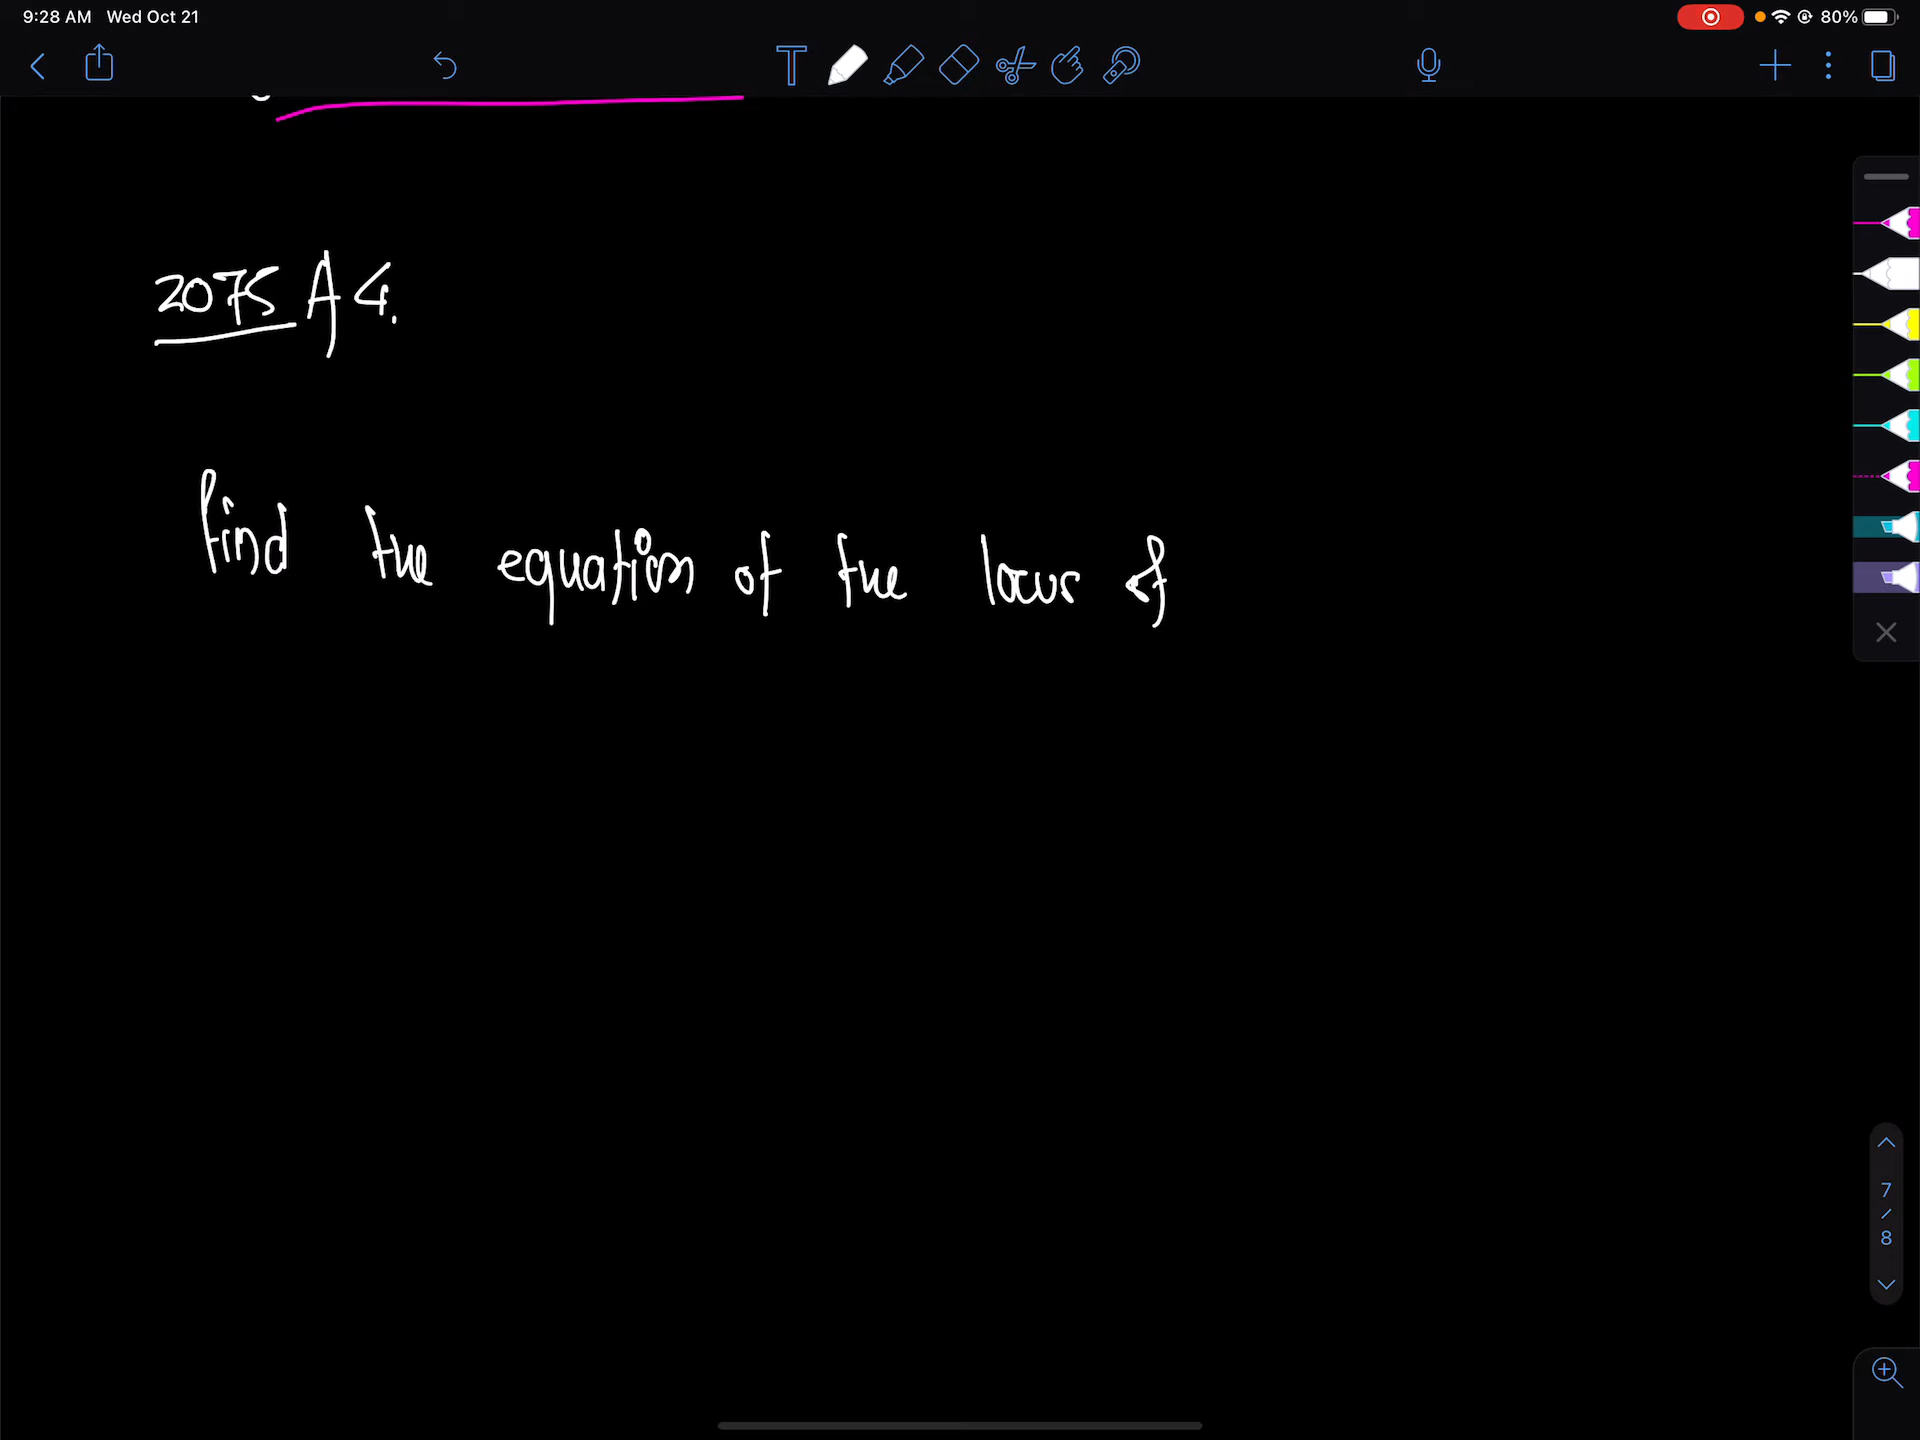 9:28 AM Wed Oct 21
80%
T
2075 A 4.
find the equation of the locus of
7
/
8